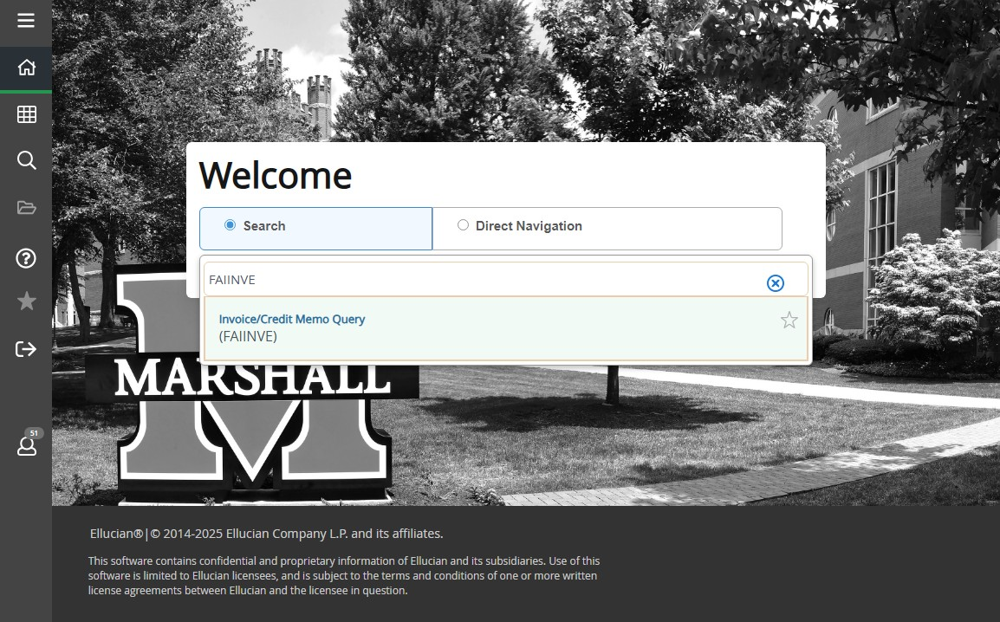 Welcome
Search
Direct Navigation
FAIINVE
Invoice/Credit Memo Query
(FAIINVE)
MARSHALL
51
Ellucian®|© 2014-2025 Ellucian Company L.P. and its affiliates.
This software contains confidential and proprietary information of Ellucian and its subsidiaries. Use of this
software is limited to Ellucian licensees, and is subject to the terms and conditions of one or more written
license agreements between Ellucian and the licensee in question.